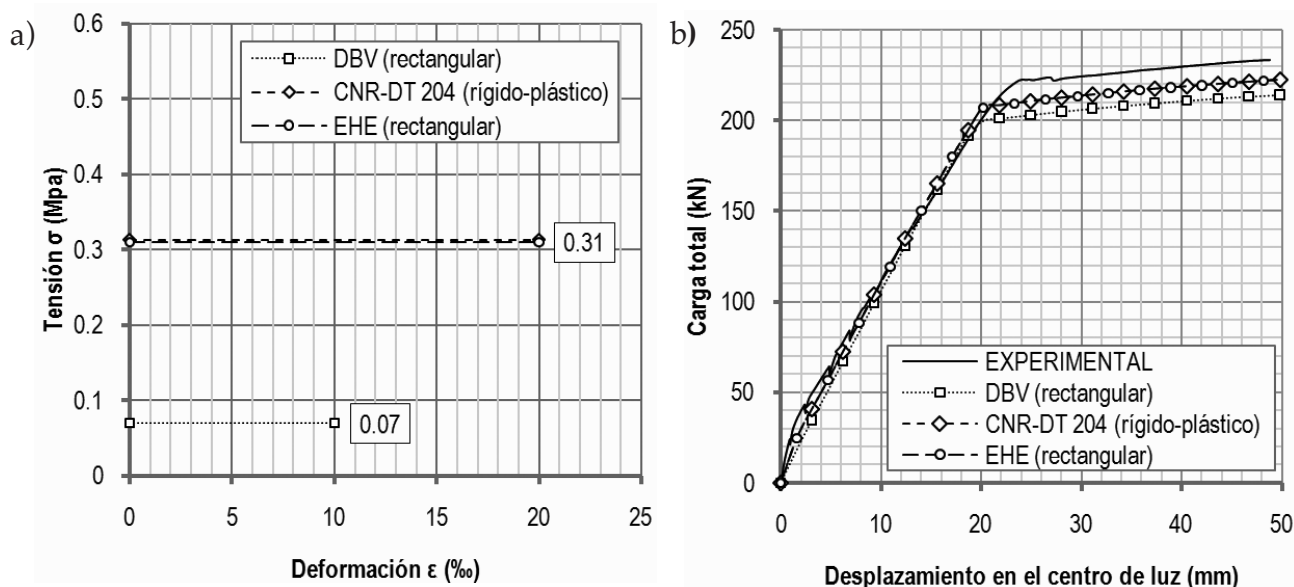 a)
0.6
0.5
0.4
0.3
0.2
0.1
0
Tensión σ (Mpa)
DBV (rectangular)
CNR-DT 204 (rígido-plástico)
EHE (rectangular)
0.31
0.07
0 5 10 15 20 25
Deformación ε (‰)
b)
250
200
150
100
50
0
Carga total (kN)
EXPERIMENTAL
DBV (rectangular)
CNR-DT 204 (rígido-plástico)
EHE (rectangular)
0 10 20 30 40 50
Desplazamiento en el centro de luz (mm)